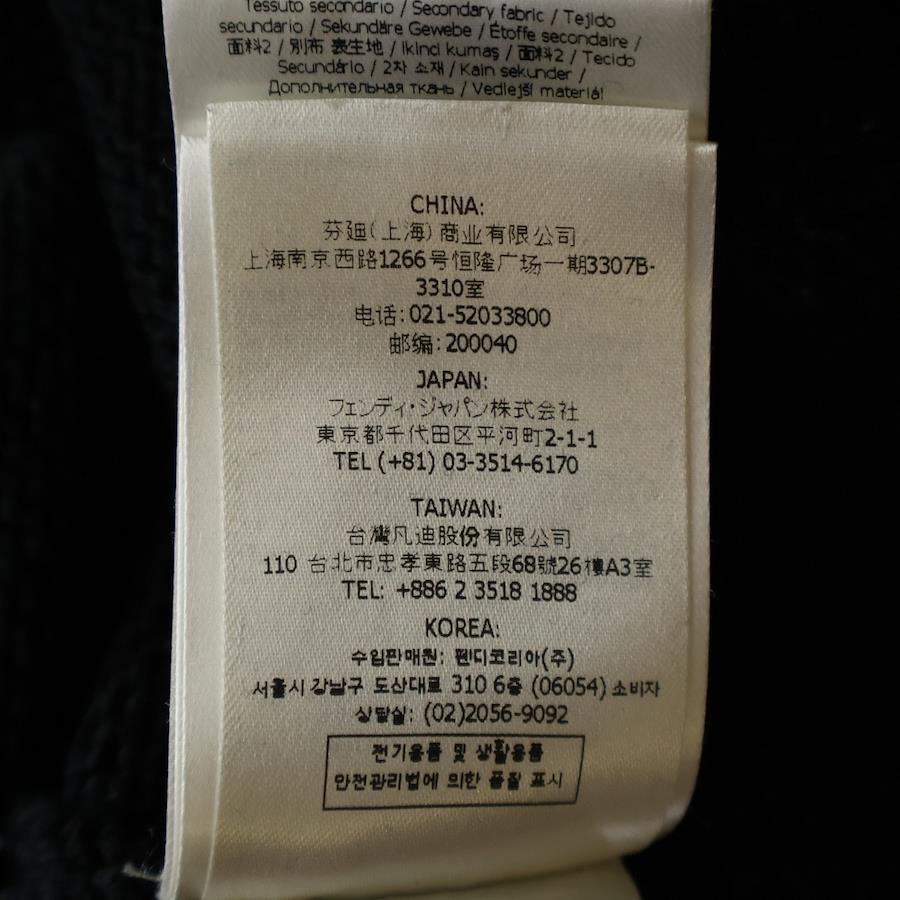 Tessuto secondario / Secondary fabric / Tejido
secundario / Sekundäre Gewebe / Étoffe secondaire /
面料2 / 別布 表生地 / İkinci kumaş / 面料2 / Tecido
Secundário / 2차 소재 / Kain sekunder /
Дополнительная ткань / Vedlejší materiál
CHINA:
芬迪(上海)商业有限公司
上海南京西路1266号恒隆广场一期3307B-
3310室
电话:021-52033800
邮编:200040
JAPAN:
フェンディ・ジャパン株式会社
東京都千代田区平河町2-1-1
TEL (+81) 03-3514-6170
TAIWAN:
台灣凡迪股份有限公司
110 台北市忠孝東路五段68號26樓A3室
TEL: +886 2 3518 1888
KOREA:
수입판매원: 펜디코리아(주)
서울시 강남구 도산대로 310 6층 (06054) 소비자
상담실: (02)2056-9092
전기용품 및 생활용품
안전관리법에 의한 품질 표시